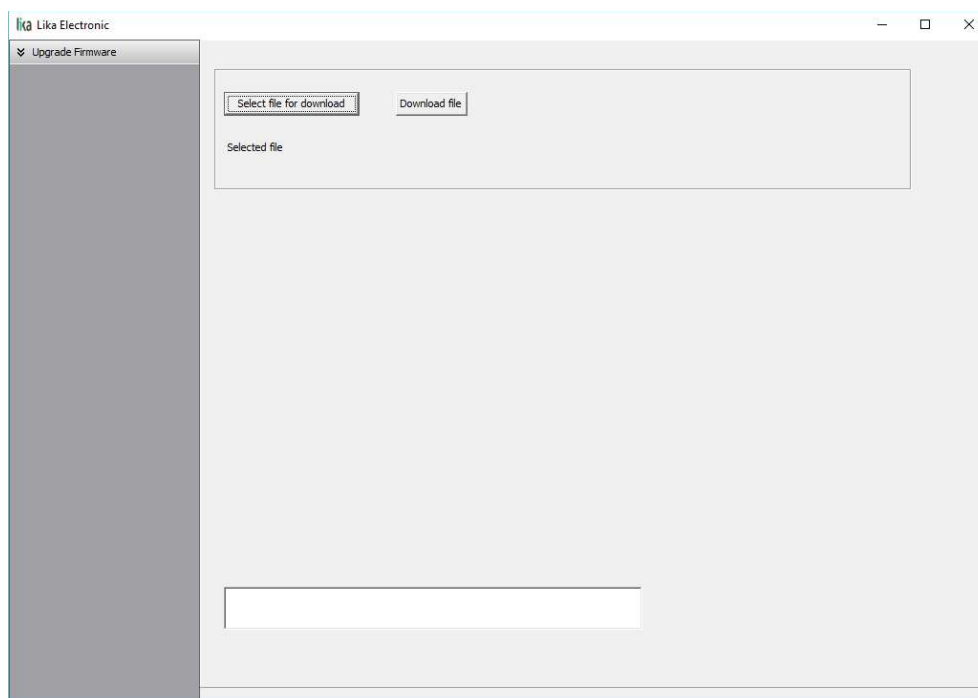 lika Lika Electronic
Upgrade Firmware
Select file for download Download file
Selected file